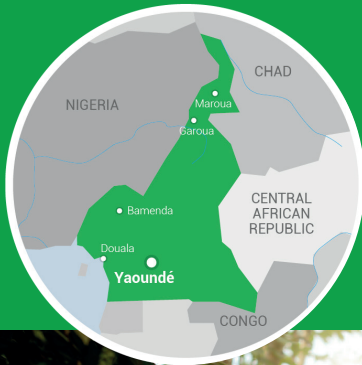 CHAD
NIGERIA
Maroua
Garoua
CENTRAL
AFRICAN
REPUBLIC
Bamenda
Douala
Yaoundé
CONGO